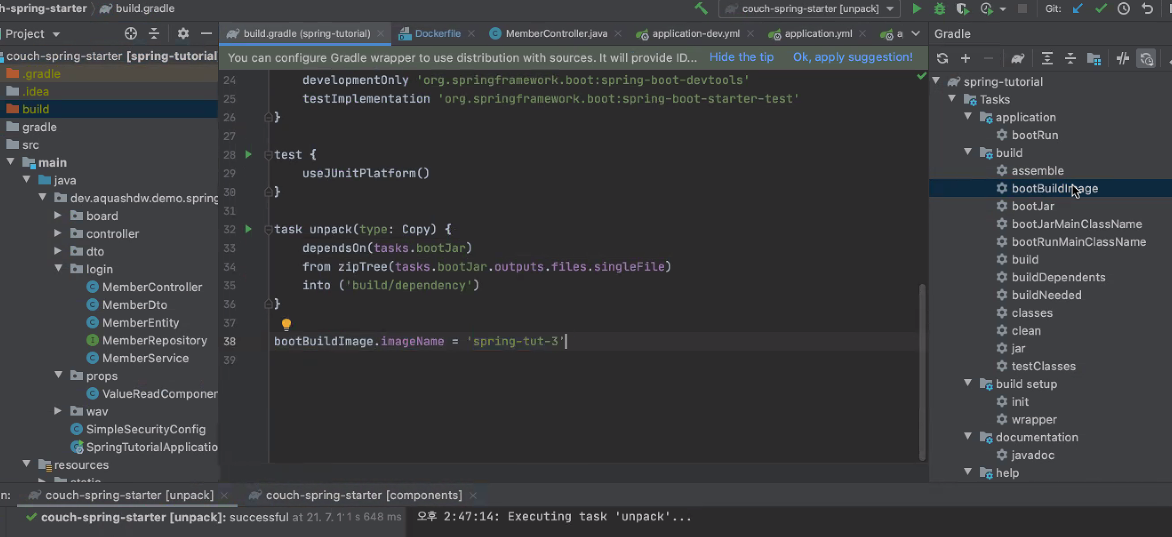 ch-spring-starter
build.gradle
couch-spring-starter [unpack]
Git:
Project
build.gradle (spring-tutorial)
Dockerfile
MemberController.java
application-dev.yml
application.yml
a
Gradle
couch-spring-starter [spring-tutorial]
.gradle
.idea
build
gradle
src
main
java
dev.aquashdw.demo.spring
board
controller
dto
login
MemberController
MemberDto
MemberEntity
MemberRepository
MemberService
props
ValueReadComponen
wav
SimpleSecurityConfig
SpringTutorialApplicatio
resources
You can configure Gradle wrapper to use distribution with sources. It will provide ID...
Hide the tip
Ok, apply suggestion!
24 developmentOnly 'org.springframework.boot:spring-boot-devtools'
25 testImplementation 'org.springframework.boot:spring-boot-starter-test'
26 }
27
28 test {
29 useJUnitPlatform()
30 }
31
32 task unpack(type: Copy) {
33 dependsOn(tasks.bootJar)
34 from zipTree(tasks.bootJar.outputs.files.singleFile)
35 into ('build/dependency')
36 }
37
38 bootBuildImage.imageName = 'spring-tut-3'
39
spring-tutorial
Tasks
application
bootRun
build
assemble
bootBuildImage
bootJar
bootJarMainClassName
bootRunMainClassName
build
buildDependents
buildNeeded
classes
clean
jar
testClasses
build setup
init
wrapper
documentation
javadoc
help
n:
couch-spring-starter [unpack]
couch-spring-starter [components]
couch-spring-starter [unpack]: successful at 21. 7. 1 1 s 648 ms
오후 2:47:14: Executing task 'unpack'...